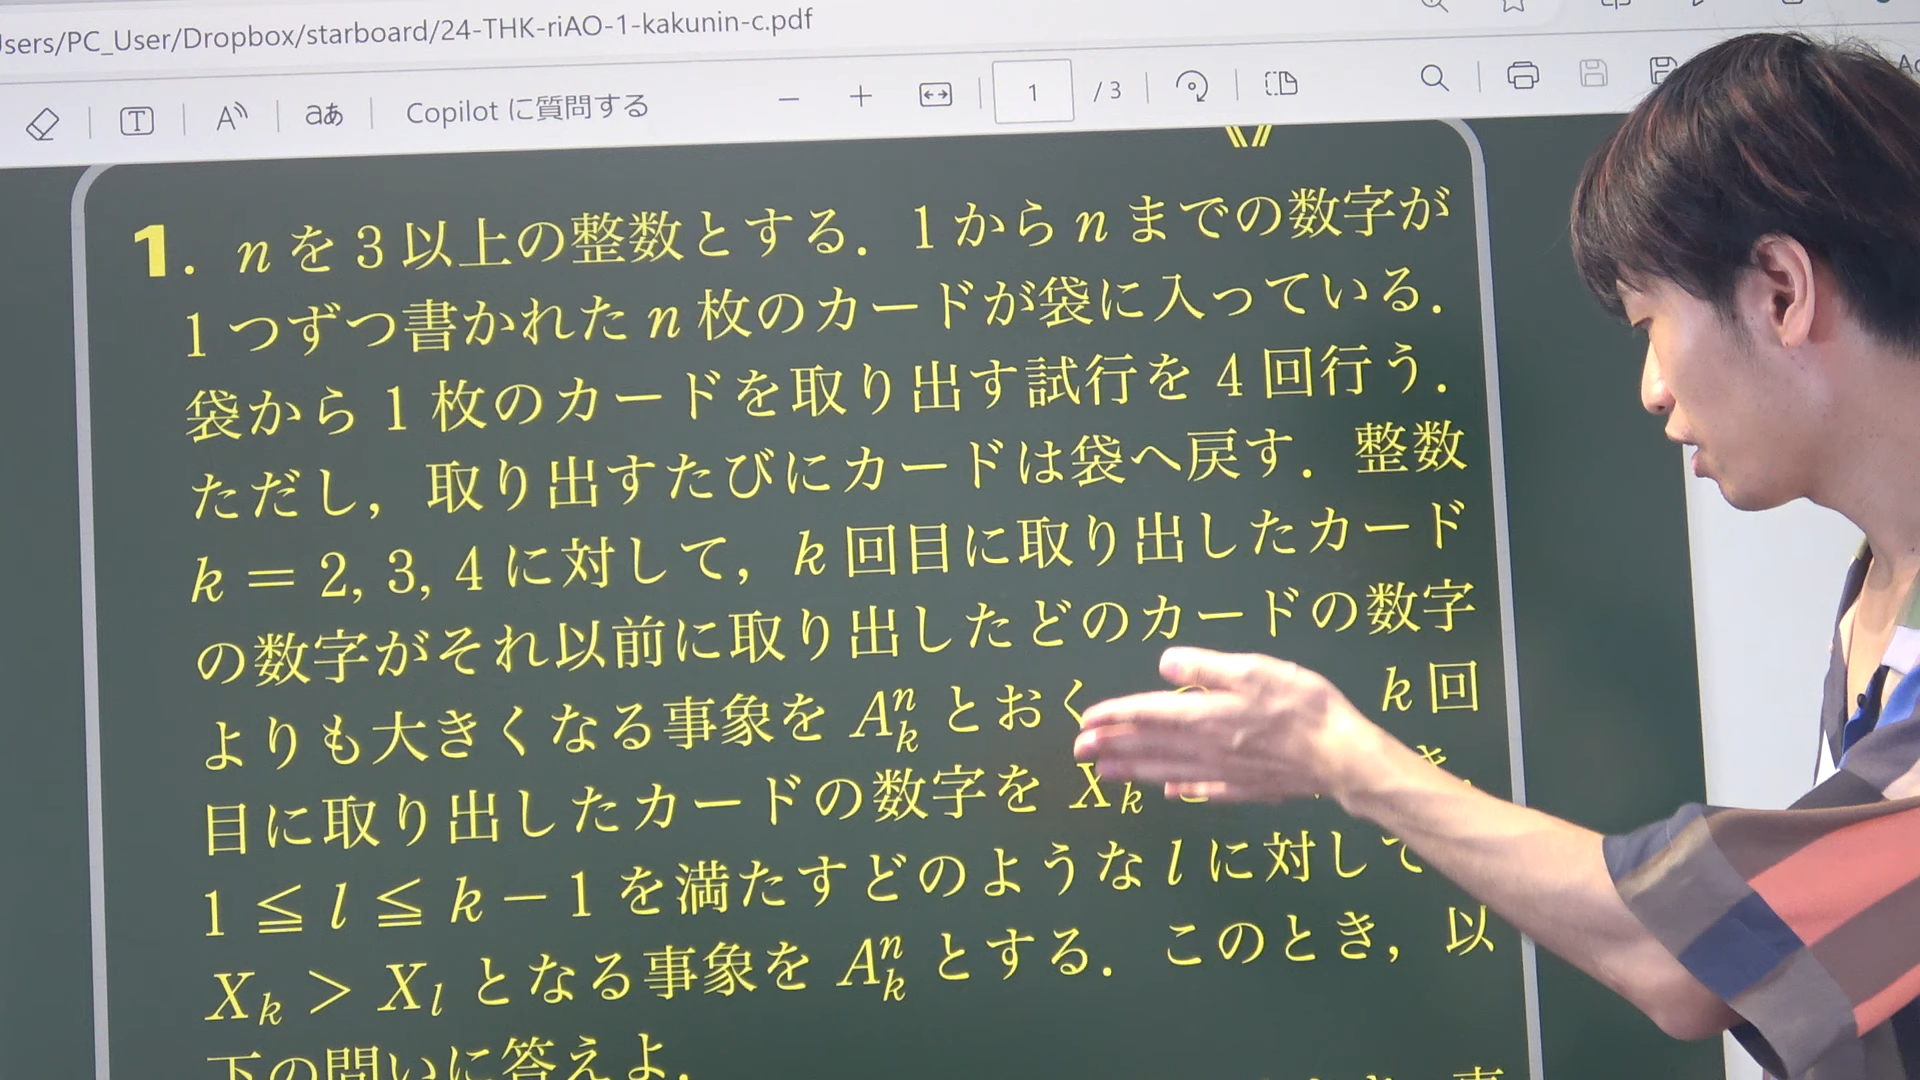 sers/PC_User/Dropbox/starboard/24-THK-riAO-1-kakunin-c.pdf
aあ Copilot に質問する 1 / 3
1. n を 3 以上の整数とする. 1 から n までの数字が
1 つずつ書かれた n 枚のカードが袋に入っている.
袋から 1 枚のカードを取り出す試行を 4 回行う.
ただし, 取り出すたびにカードは袋へ戻す. 整数
k = 2, 3, 4 に対して, k 回目に取り出したカード
の数字がそれ以前に取り出したどのカードの数字
よりも大きくなる事象を A_k^n とおく k 回
目に取り出したカードの数字を X_k
1 ≦ l ≦ k − 1 を満たすどのような l に対して
X_k > X_l となる事象を A_k^n とする. このとき, 以
下の問いに答えよ.